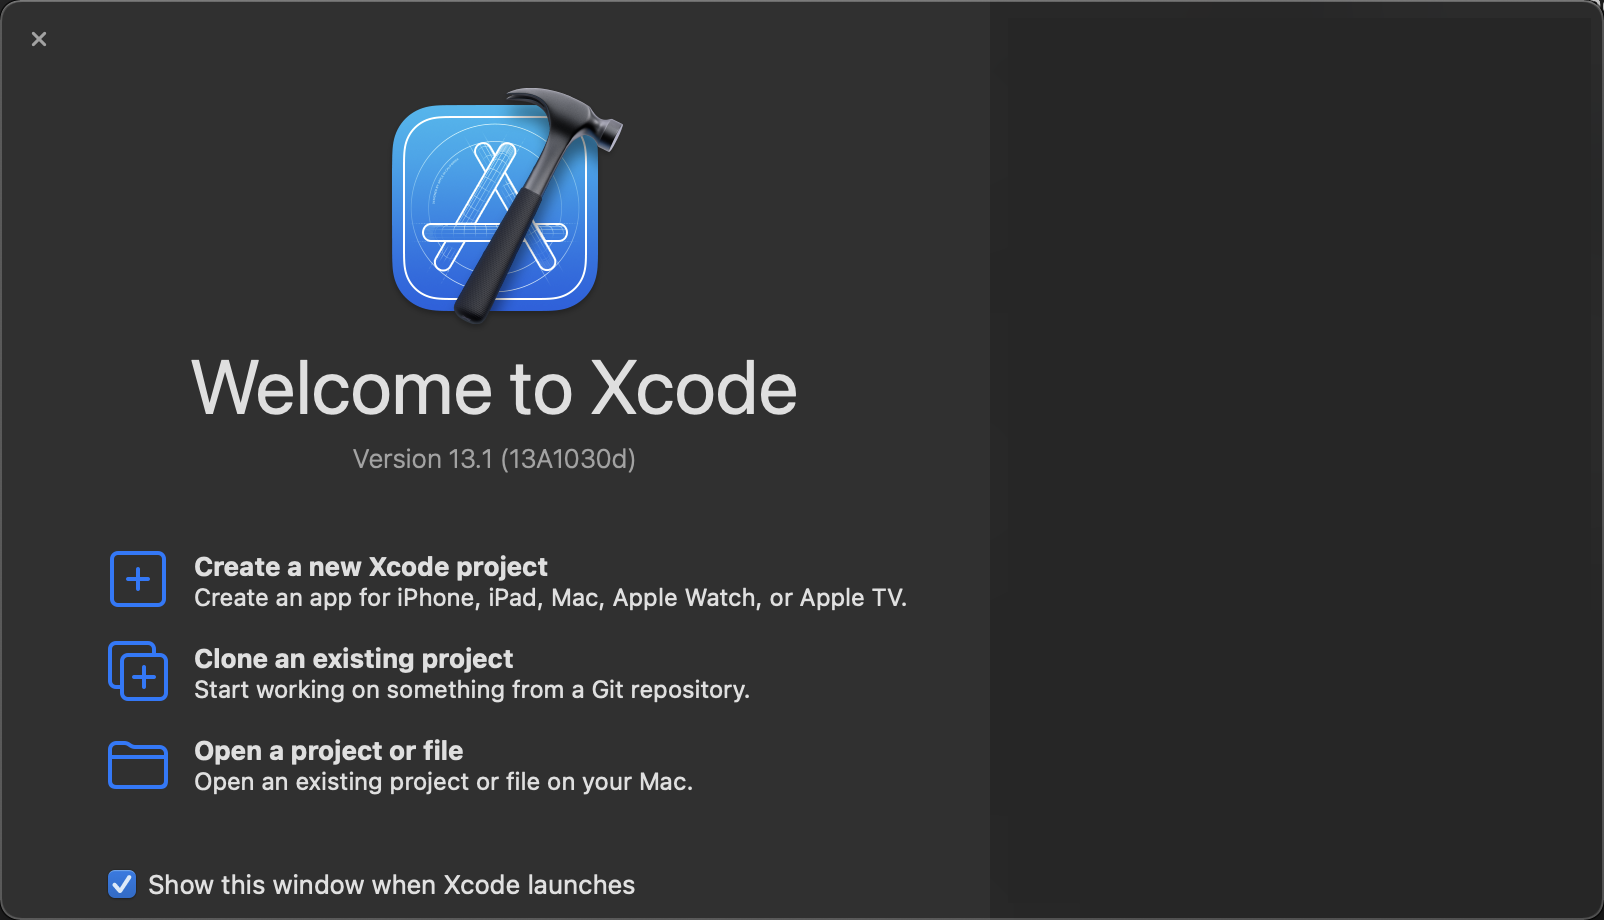 Welcome to Xcode
Version 13.1 (13A1030d)
Create a new Xcode project
Create an app for iPhone, iPad, Mac, Apple Watch, or Apple TV.
Clone an existing project
Start working on something from a Git repository.
Open a project or file
Open an existing project or file on your Mac.
Show this window when Xcode launches